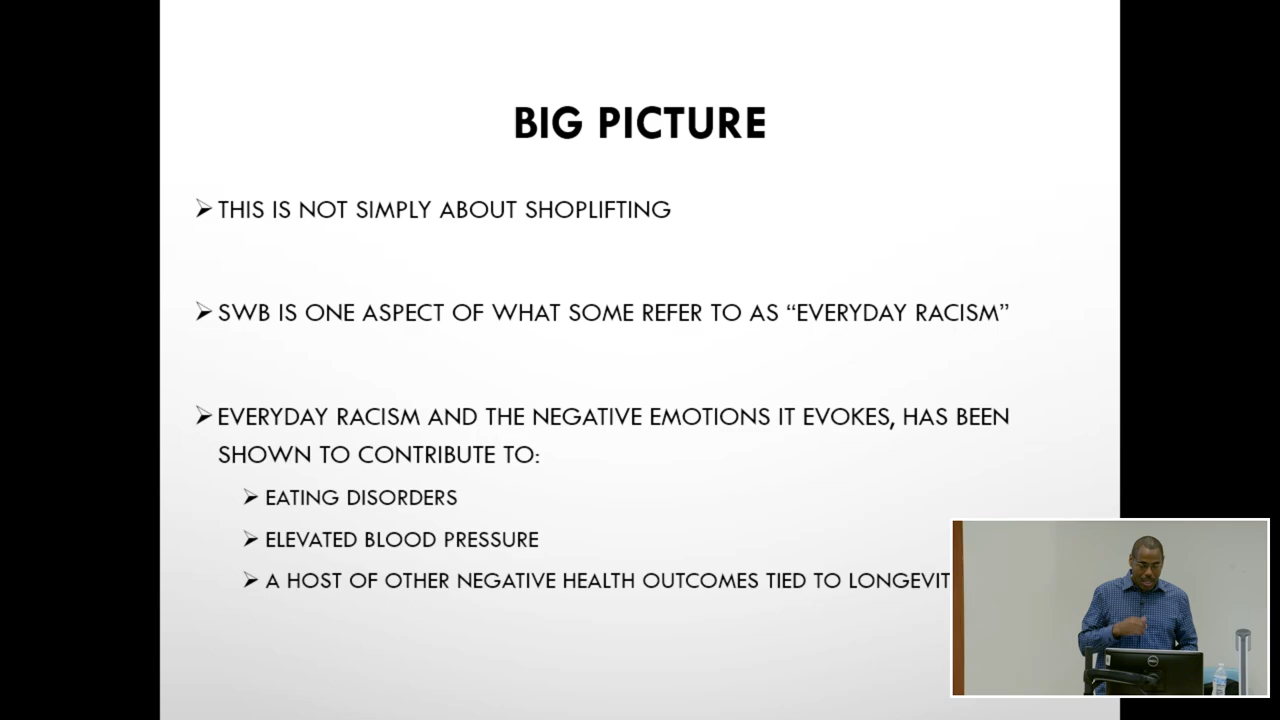 BIG PICTURE
THIS IS NOT SIMPLY ABOUT SHOPLIFTING
SWB IS ONE ASPECT OF WHAT SOME REFER TO AS “EVERYDAY RACISM”
EVERYDAY RACISM AND THE NEGATIVE EMOTIONS IT EVOKES, HAS BEEN
SHOWN TO CONTRIBUTE TO:
EATING DISORDERS
ELEVATED BLOOD PRESSURE
A HOST OF OTHER NEGATIVE HEALTH OUTCOMES TIED TO LONGEVIT
DELL